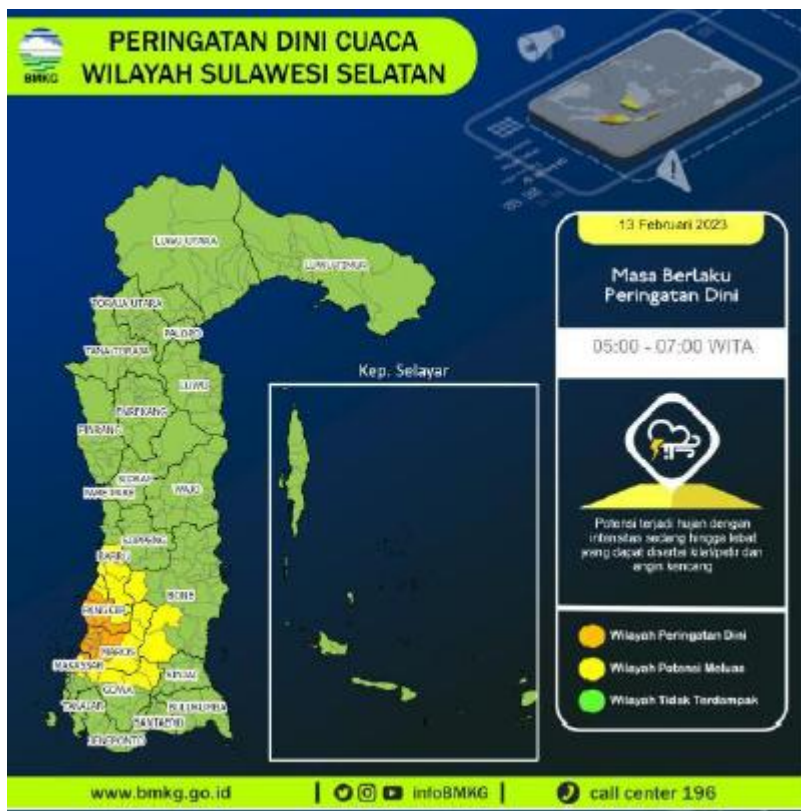 BMKG
PERINGATAN DINI CUACA
WILAYAH SULAWESI SELATAN
13 Februari 2023
Masa Berlaku
Peringatan Dini
05:00 - 07:00 WITA
Potensi terjadi hujan dengan
intensitas sedang hingga lebat
yang dapat disertai kilat/petir dan
angin kencang
Wilayah Peringatan Dini
Wilayah Potensi Meluas
Wilayah Tidak Terdampak
LUWU UTARA
LUWU TIMUR
TORAJA UTARA
PALOPO
TANA TORAJA
LUWU
Kep. Selayar
ENREKANG
PINRANG
SIDRAP
PARE PARE
WAJO
SOPPENG
BARRU
BONE
PANGKEP
MAROS
MAKASSAR
SINJAI
GOWA
TAKALAR
BULUKUMBA
BANTAENG
JENEPONTO
www.bmkg.go.id
infoBMKG
call center 196